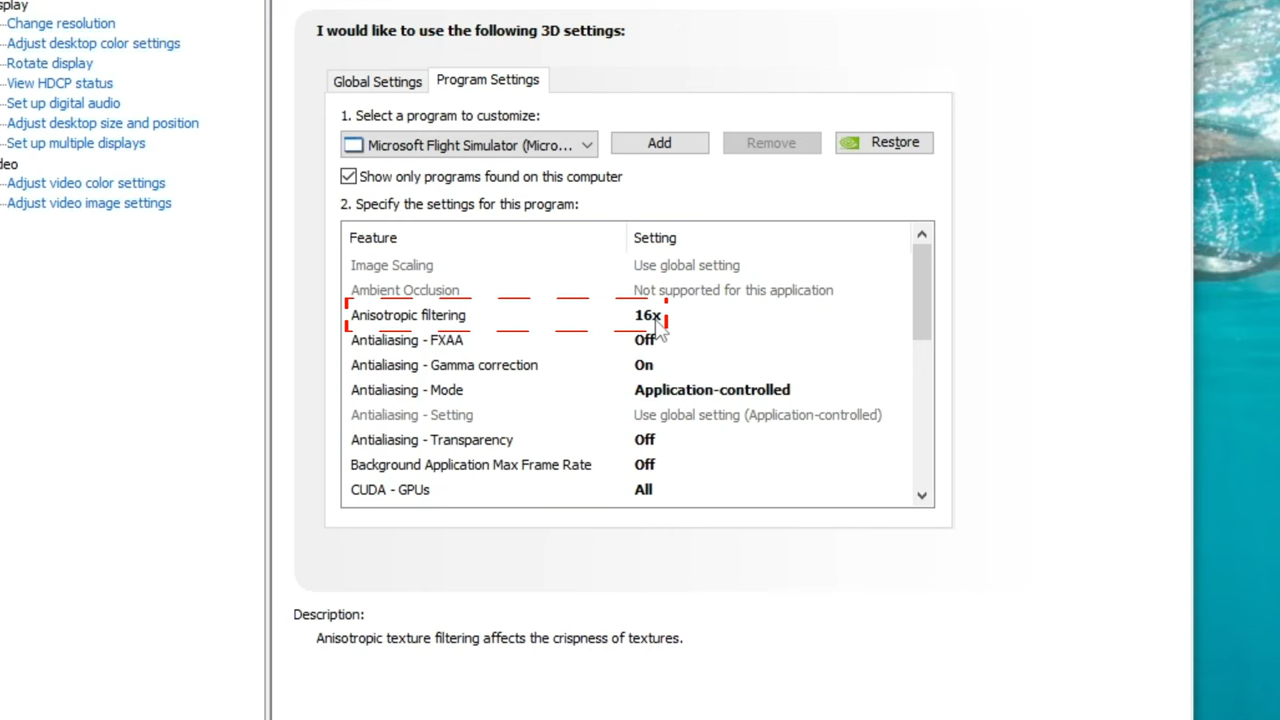 splay
Change resolution
Adjust desktop color settings
Rotate display
View HDCP status
Set up digital audio
Adjust desktop size and position
Set up multiple displays
deo
Adjust video color settings
Adjust video image settings
I would like to use the following 3D settings:
Global Settings Program Settings
1. Select a program to customize:
Microsoft Flight Simulator (Micro... Add Remove Restore
Show only programs found on this computer
2. Specify the settings for this program:
Feature Setting
Image Scaling Use global setting
Ambient Occlusion Not supported for this application
Anisotropic filtering 16x
Antialiasing - FXAA Off
Antialiasing - Gamma correction On
Antialiasing - Mode Application-controlled
Antialiasing - Setting Use global setting (Application-controlled)
Antialiasing - Transparency Off
Background Application Max Frame Rate Off
CUDA - GPUs All
Description:
Anisotropic texture filtering affects the crispness of textures.